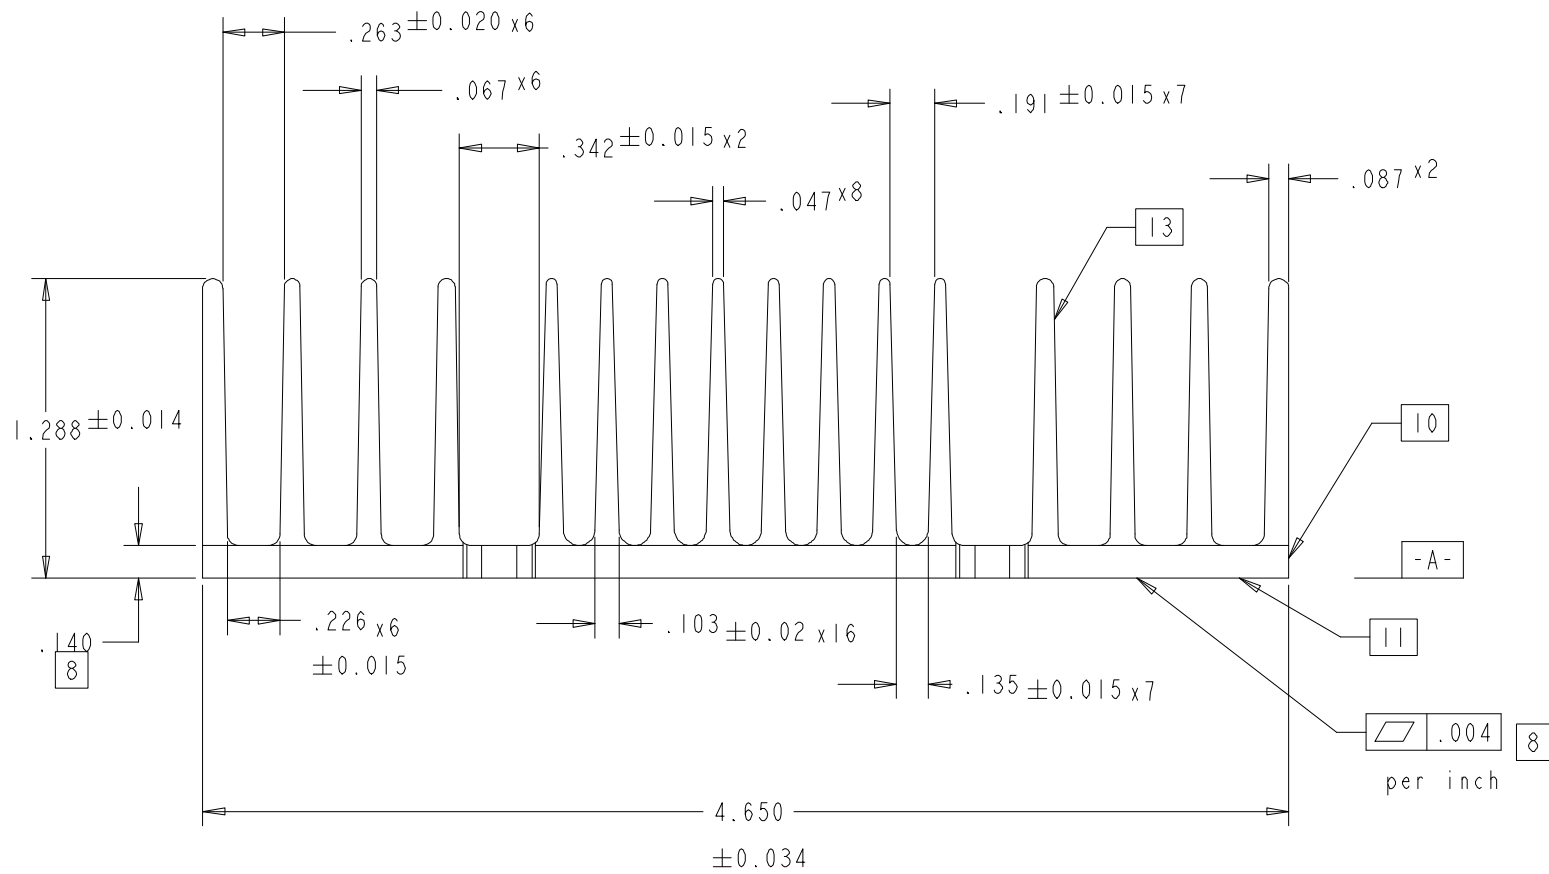 .263 ±0.020 x6
.067 x6
.191 ±0.015 x7
.342 ±0.015 x2
.087 x2
.047 x8
13
1.288 ±0.014
10
-A-
.226 x6
±0.015
.103 ±0.02 x16
11
.140
8
.135 ±0.015 x7
.004
8
per inch
4.650
±0.034